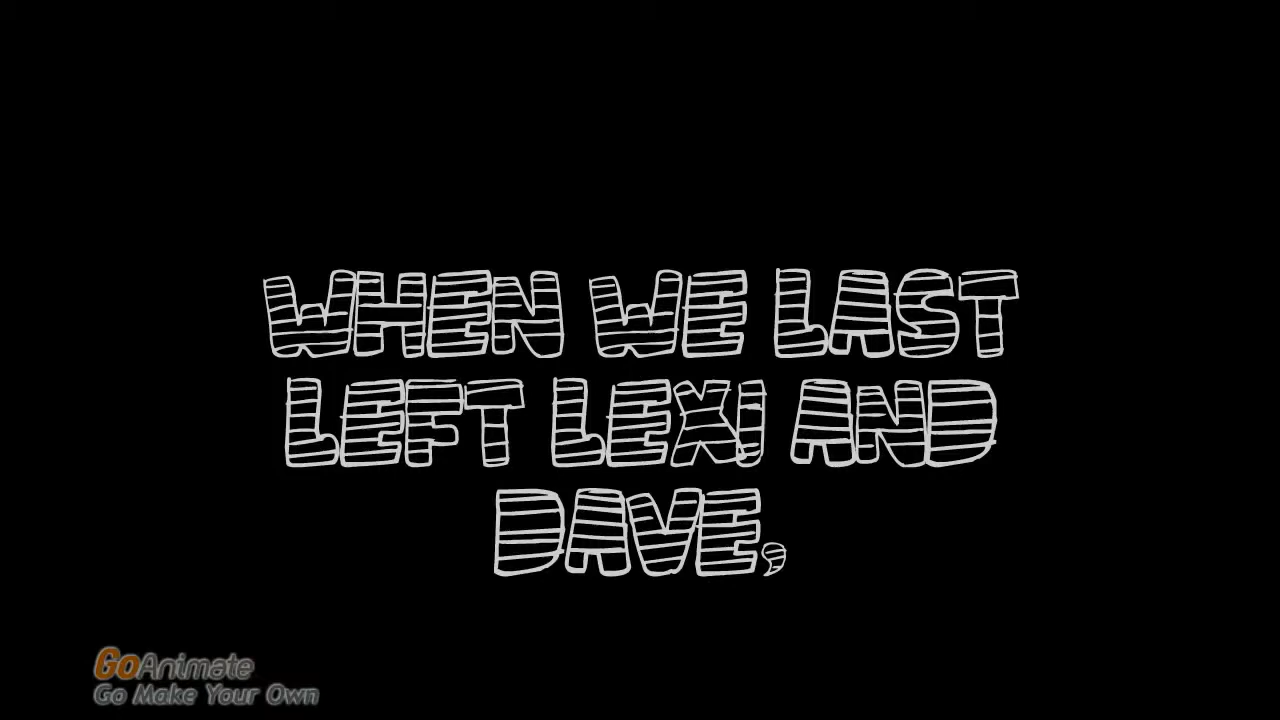 WHEN WE LAST
LEFT LEXI AND
DAVE,
GoAnimate
Go Make Your Own